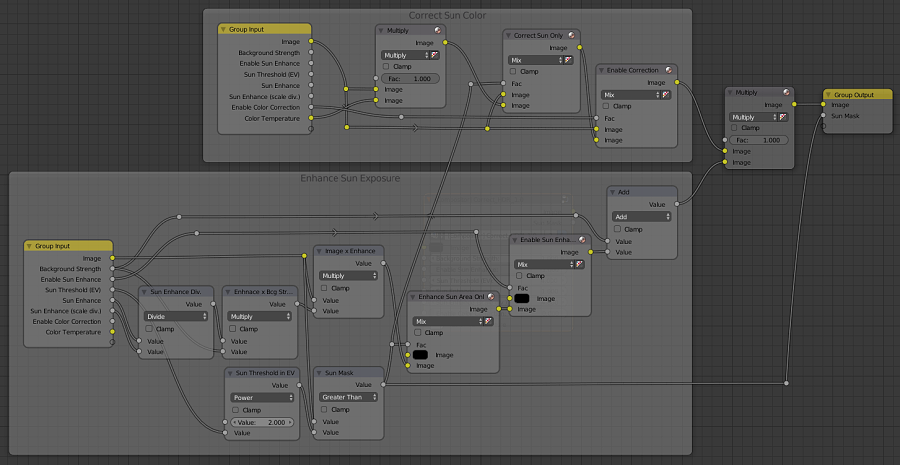 Correct Sun Color
Group Input
Image
Background Strength
Enable Sun Enhance
Sun Threshold (EV)
Sun Enhance
Sun Enhance (scale div.)
Enable Color Correction
Color Temperature
Multiply
Image
Multiply
Clamp
Fac: 1.000
Image
Image
Correct Sun Only
Image
Mix
Clamp
Fac
Image
Image
Enable Correction
Image
Mix
Clamp
Fac
Image
Image
Multiply
Image
Multiply
Clamp
Fac: 1.000
Image
Image
Group Output
Image
Sun Mask
Enhance Sun Exposure
Group Input
Image
Background Strength
Enable Sun Enhance
Sun Threshold (EV)
Sun Enhance
Sun Enhance (scale div.)
Enable Color Correction
Color Temperature
Sun Enhance Div.
Value
Divide
Clamp
Value
Value
Enhnace x Bcg Str...
Value
Multiply
Clamp
Value
Value
Image x Enhance
Value
Multiply
Clamp
Value
Value
Sun Threshold in EV
Value
Power
Clamp
Value: 2.000
Value
Sun Mask
Value
Greater Than
Clamp
Value
Value
Enhance Sun Area Onl
Image
Mix
Clamp
Fac
Image
Image
Enable Sun Enha...
Image
Mix
Clamp
Fac
Image
Image
Add
Value
Add
Clamp
Value
Value